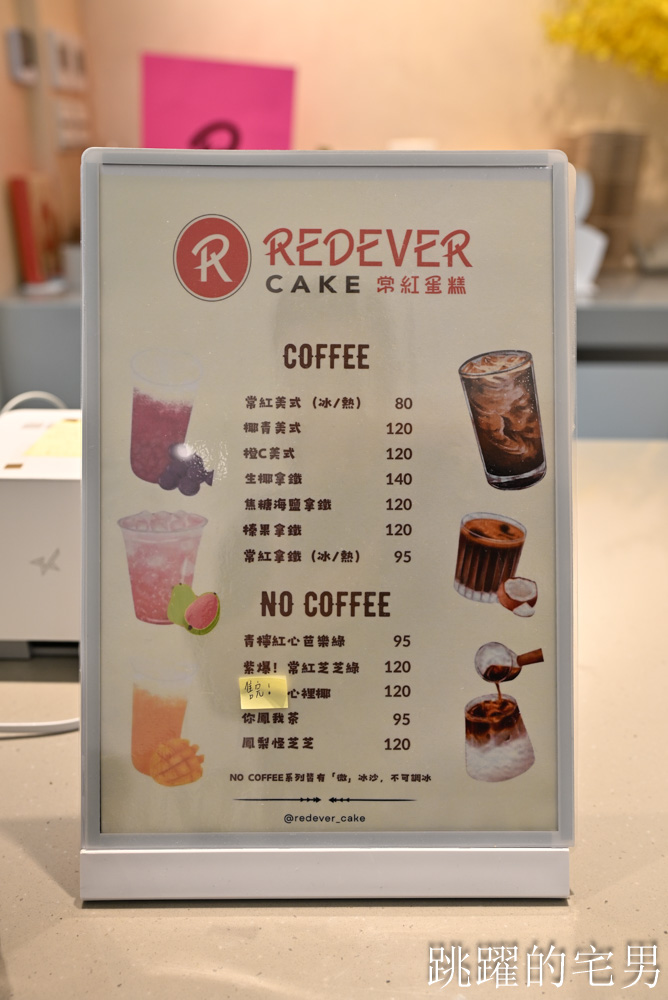 R
REDEVER
CAKE 常紅蛋糕
COFFEE
常紅美式 (冰/熱) 80
椰青美式 120
橙C美式 120
生椰拿鐵 140
焦糖海鹽拿鐵 120
榛果拿鐵 120
常紅拿鐵 (冰/熱) 95
NO COFFEE
青檸紅心芭樂綠 95
紫爆! 常紅芝芝綠 120
售完! 心裡椰 120
你鳳我茶 95
鳳梨怪芝芝 120
NO COFFEE系列皆有「微」冰沙, 不可調冰
@redever_cake
跳躍的宅男